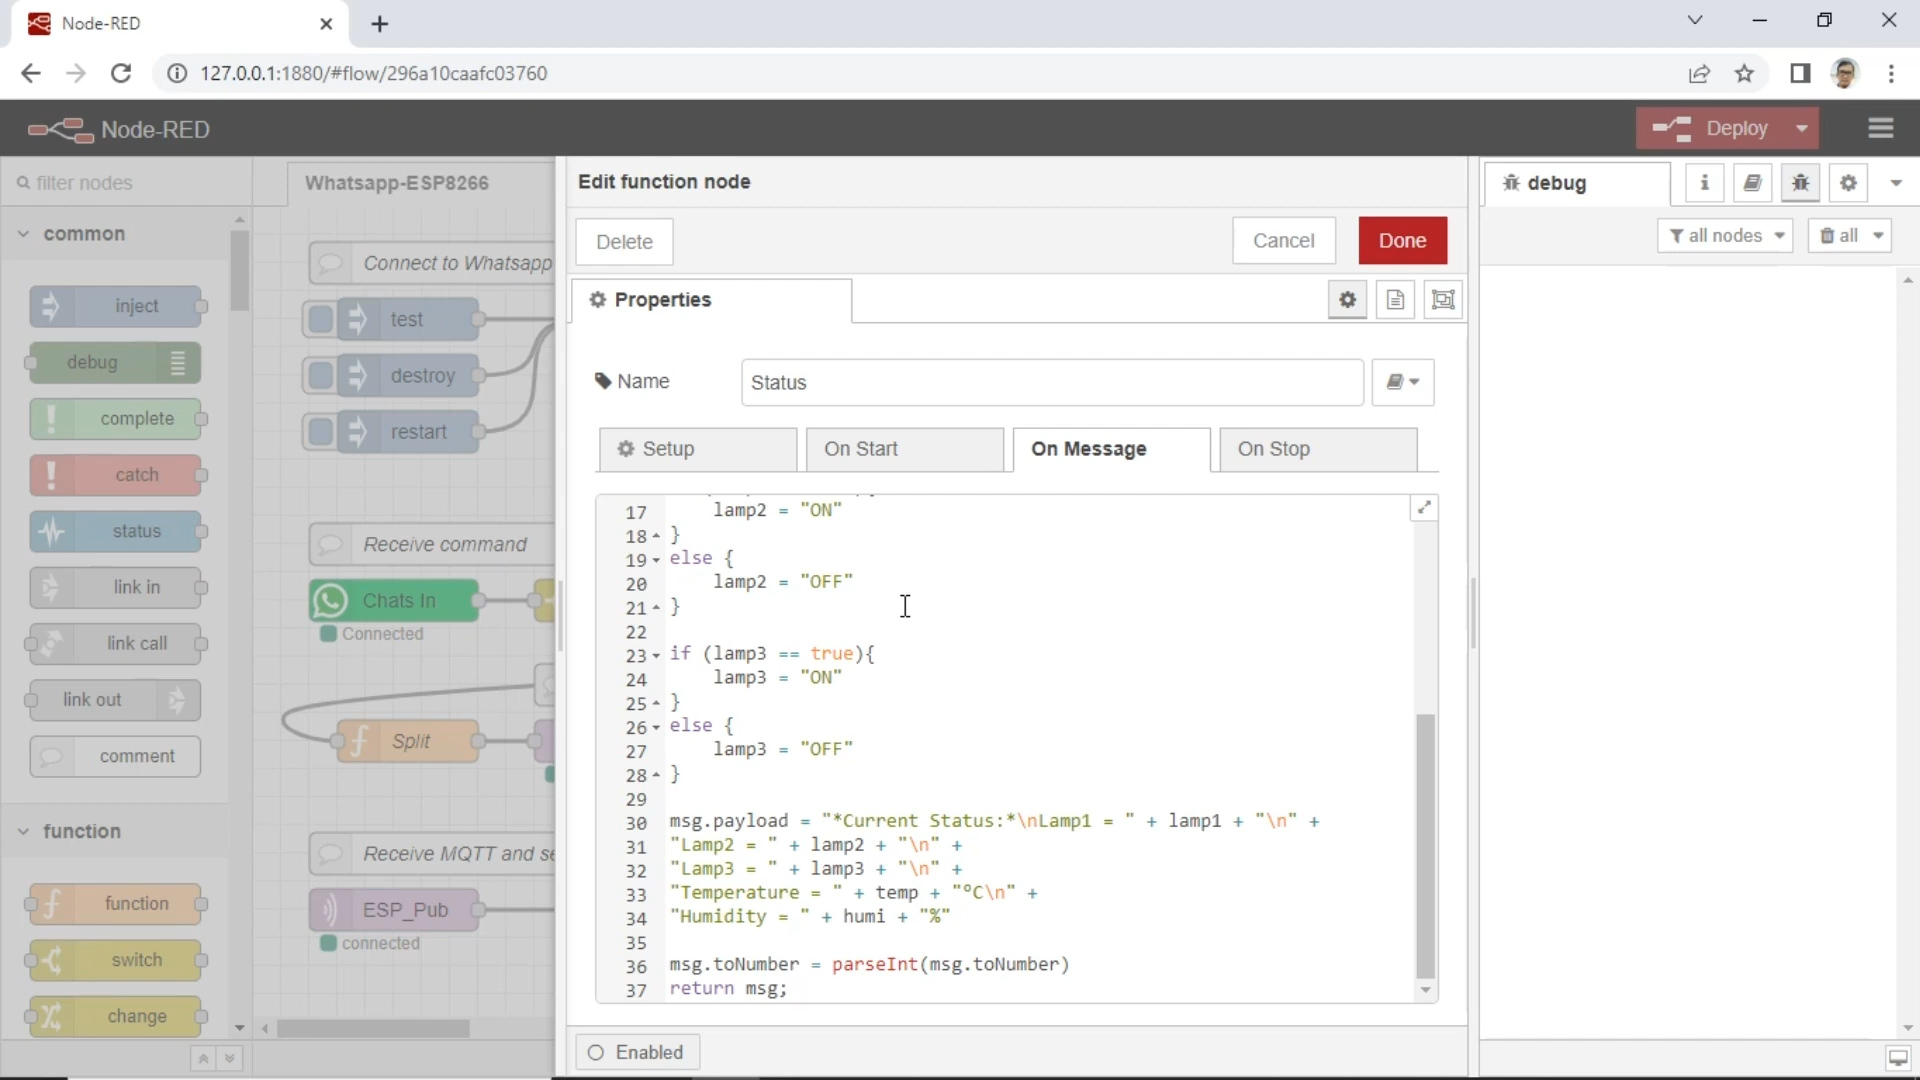 Node-RED
127.0.0.1:1880/#flow/296a10caafc03760
Node-RED
Deploy
filter nodes
Whatsapp-ESP8266
Edit function node
debug
common
Delete
Cancel
Done
all nodes
all
Connect to Whatsapp
inject
test
Properties
debug
destroy
Name
Status
complete
restart
Setup
On Start
On Message
On Stop
catch
status
Receive command
link in
Chats In
Connected
link call
link out
Split
comment
function
Receive MQTT and se
function
ESP_Pub
connected
switch
change
17 lamp2 = "ON"
18 }
19 else {
20 lamp2 = "OFF"
21 }
22
23 if (lamp3 == true){
24 lamp3 = "ON"
25 }
26 else {
27 lamp3 = "OFF"
28 }
29
30 msg.payload = "*Current Status:*\nLamp1 = " + lamp1 + "\n" +
31 "Lamp2 = " + lamp2 + "\n" +
32 "Lamp3 = " + lamp3 + "\n" +
33 "Temperature = " + temp + "°C\n" +
34 "Humidity = " + humi + "%"
35
36 msg.toNumber = parseInt(msg.toNumber)
37 return msg;
Enabled